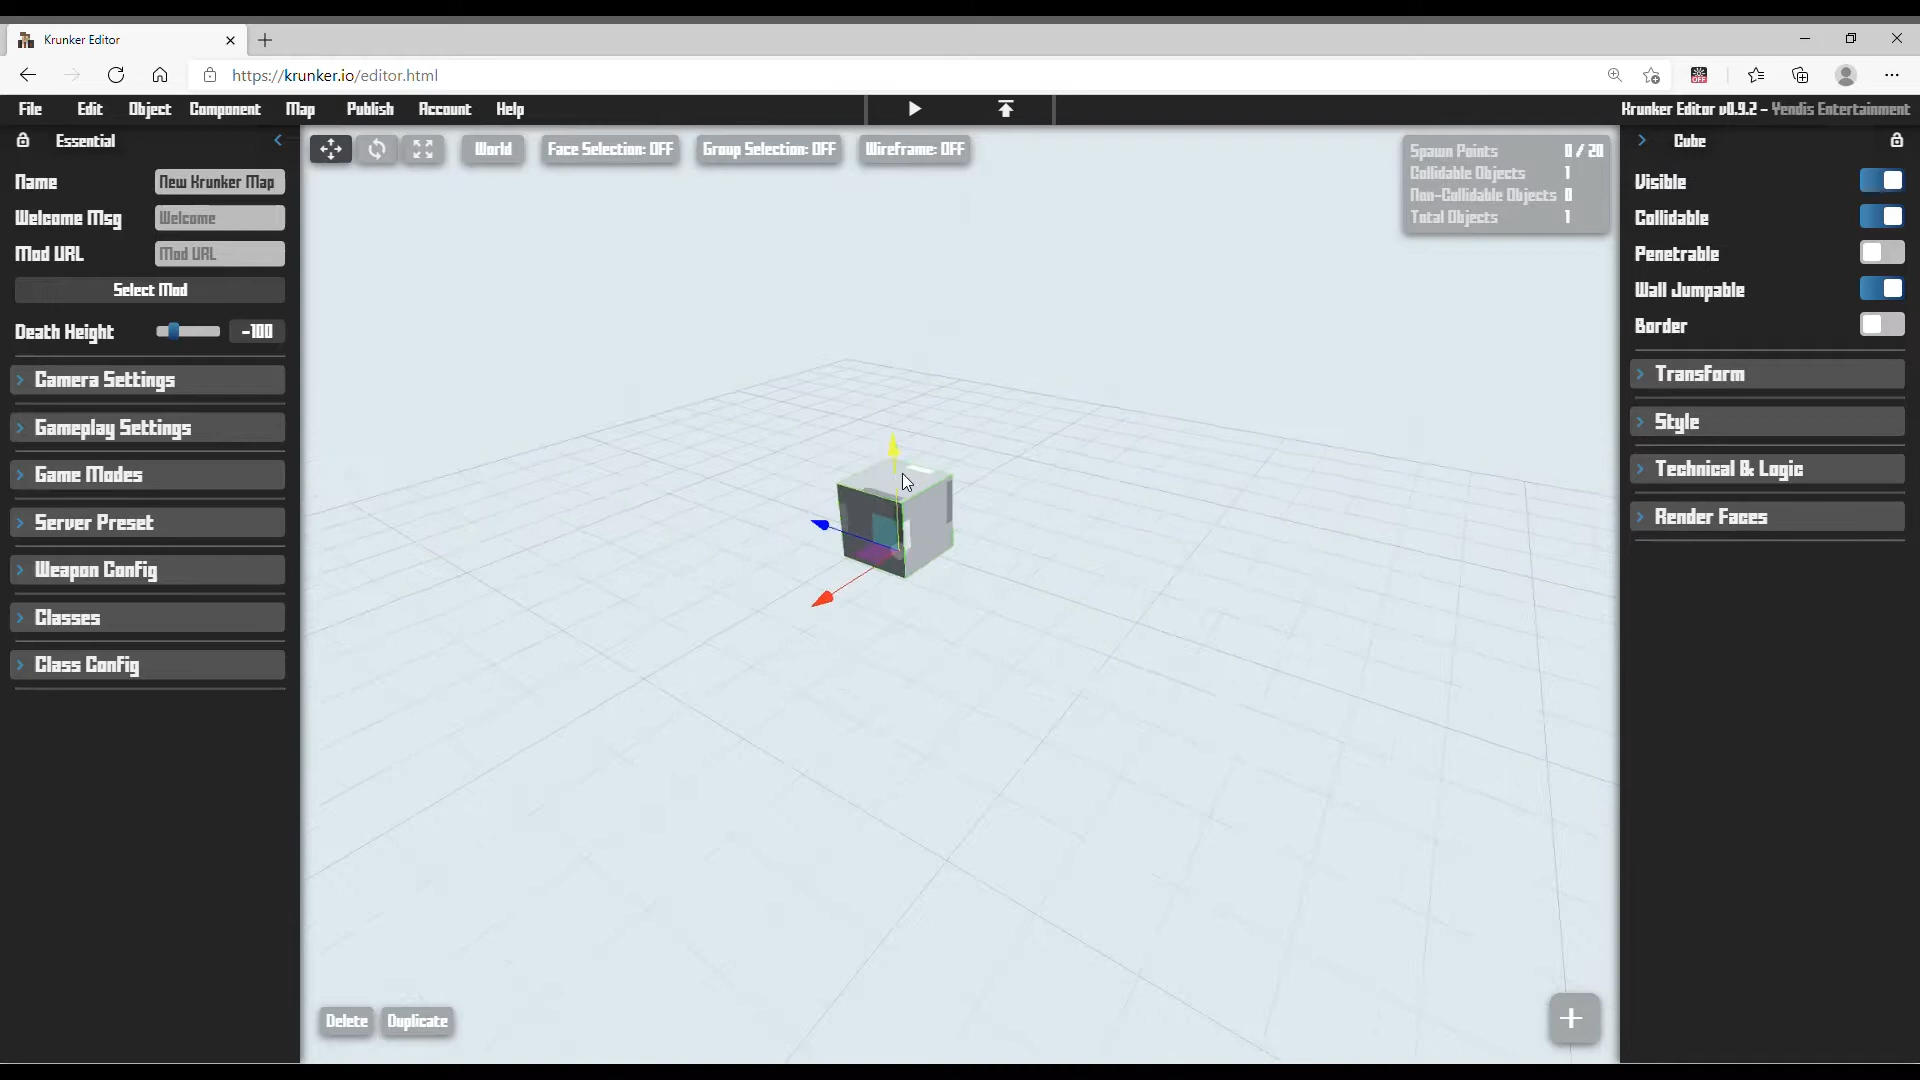 Krunker Editor
https://krunker.io/editor.html
File Edit Object Component Map Publish Account Help
Krunker Editor v0.9.2 - Yendis Entertainment
Essential
Name New Krunker Map
Welcome Msg Welcome
Mod URL Mod URL
Select Mod
Death Height -100
Camera Settings
Gameplay Settings
Game Modes
Server Preset
Weapon Config
Classes
Class Config
World Face Selection: OFF Group Selection: OFF Wireframe: OFF
Spawn Points 0 / 20
Collidable Objects 1
Non-Collidable Objects 0
Total Objects 1
Delete Duplicate
+
Cube
Visible
Collidable
Penetrable
Wall Jumpable
Border
Transform
Style
Technical & Logic
Render Faces